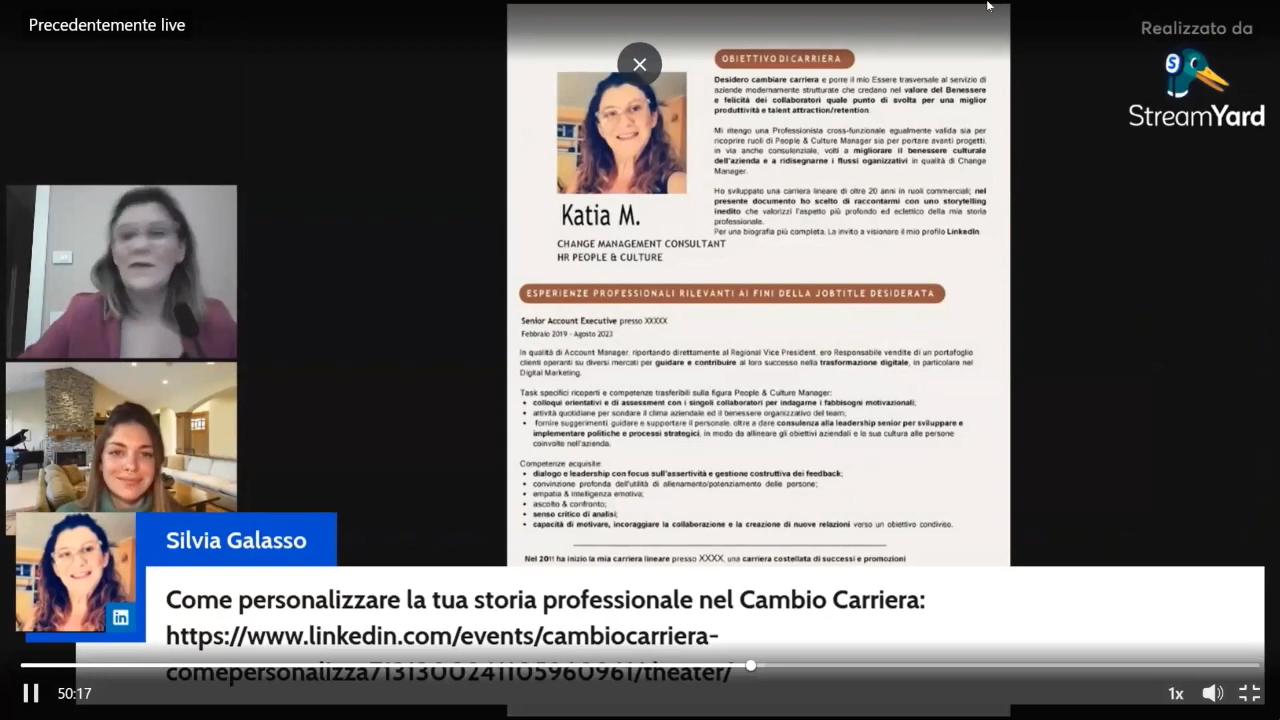 Precedentemente live
Realizzato da
StreamYard
OBIETTIVO DI CARRIERA
Desidero cambiare carriera e porre il mio Essere trasversale al servizio di
aziende modernamente strutturate che credano nel valore del Benessere
e felicità dei collaboratori quale punto di svolta per una miglior
produttività e talent attraction/retention.
Mi ritengo una Professionista cross-funzionale egualmente valida sia per
ricoprire ruoli di People & Culture Manager sia per portare avanti progetti,
in via anche consulenziale, volti a migliorare il benessere culturale
dell'azienda e a ridisegnarne i flussi oganizzativi in qualità di Change
Manager.
Ho sviluppato una carriera lineare di oltre 20 anni in ruoli commerciali; nel
presente documento ho scelto di raccontarmi con uno storytelling
inedito che valorizzi l'aspetto più profondo ed eclettico della mia storia
professionale.
Per una biografia più completa, La invito a visionare il mio profilo LinkedIn.
Katia M.
CHANGE MANAGEMENT CONSULTANT
HR PEOPLE & CULTURE
ESPERIENZE PROFESSIONALI RILEVANTI AI FINI DELLA JOBTITLE DESIDERATA
Senior Account Executive presso XXXXX
Febbraio 2019 - Agosto 2023
In qualità di Account Manager, riportando direttamente al Regional Vice President, ero Responsabile vendite di un portafoglio
clienti operanti su diversi mercati per guidare e contribuire al loro successo nella trasformazione digitale, in particolare nel
Digital Marketing.
Task specifici ricoperti e competenze trasferibili sulla figura People & Culture Manager:
• colloqui orientativi e di assessment con i singoli collaboratori per indagarne i fabbisogni motivazionali;
• attività quotidiane per sondare il clima aziendale ed il benessere organizzativo del team;
• fornire suggerimenti, guidare e supportare il personale, oltre a dare consulenza alla leadership senior per sviluppare e
implementare politiche e processi strategici, in modo da allineare gli obiettivi aziendali e la sua cultura alle persone
coinvolte nell'azienda.
Competenze acquisite:
• dialogo e leadership con focus sull'assertività e gestione costruttiva dei feedback;
• convinzione profonda dell'utilità di allenamento/potenziamento delle persone;
• empatia & intelligenza emotiva;
• ascolto & confronto;
• senso critico di analisi;
• capacità di motivare, incoraggiare la collaborazione e la creazione di nuove relazioni verso un obiettivo condiviso.
Nel 2011 ha inizio la mia carriera lineare presso XXXX, una carriera costellata di successi e promozioni
Silvia Galasso
in
Come personalizzare la tua storia professionale nel Cambio Carriera:
https://www.linkedin.com/events/cambiocarriera-
comepersonalizza7131300241105960961/theater/
50:17
1x